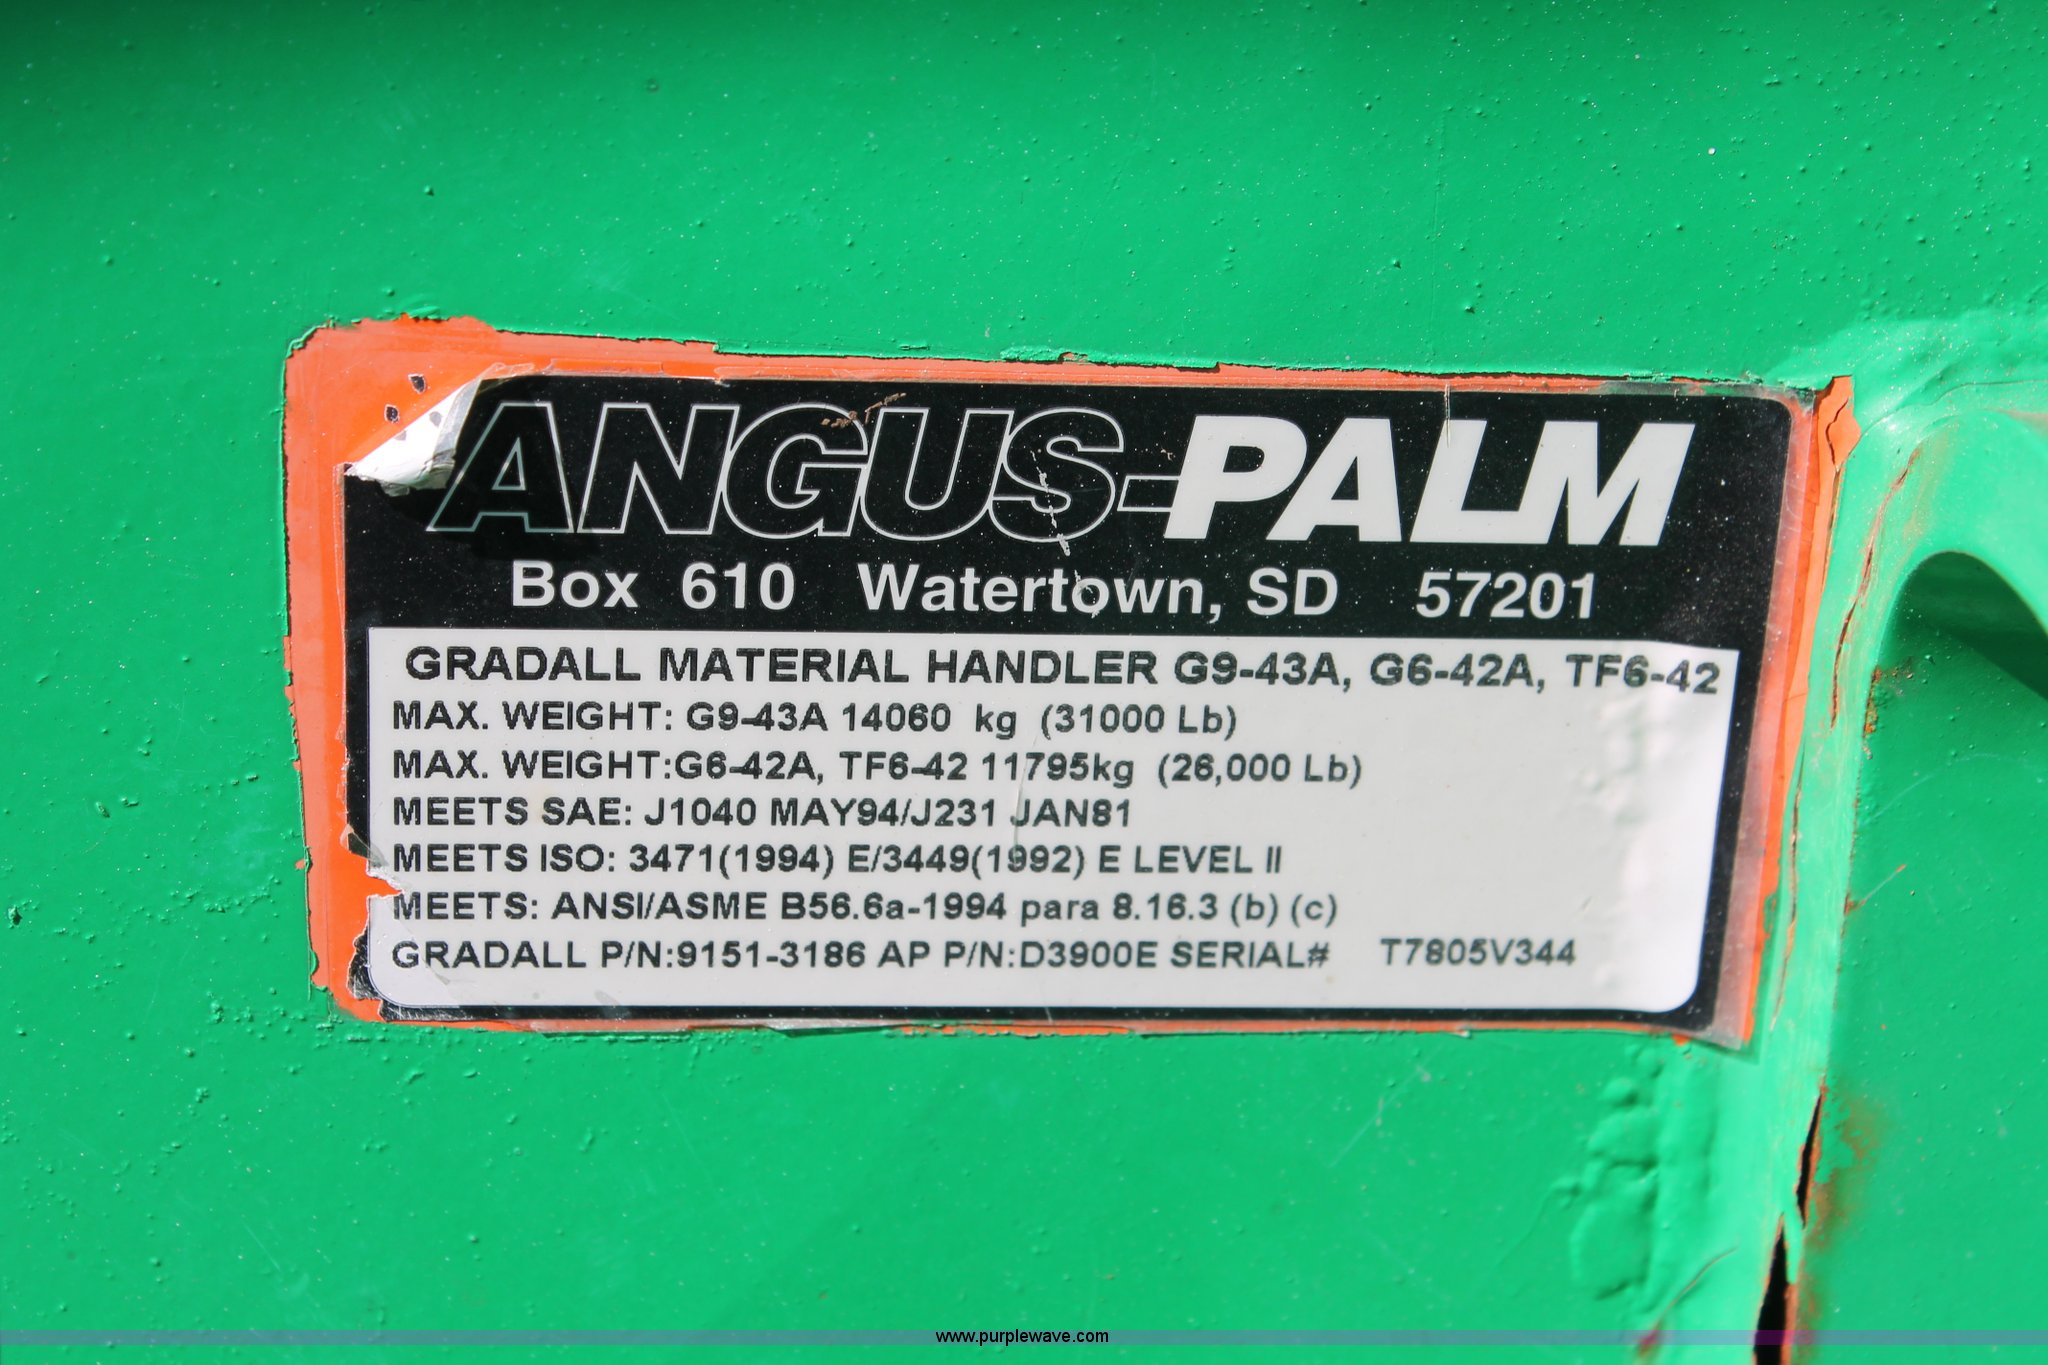 ANGUS-PALM
Box 610 Watertown, SD 57201
GRADALL MATERIAL HANDLER G9-43A, G6-42A, TF6-42
MAX. WEIGHT: G9-43A 14060 kg (31000 Lb)
MAX. WEIGHT:G6-42A, TF6-42 11795kg (26,000 Lb)
MEETS SAE: J1040 MAY94/J231 JAN81
MEETS ISO: 3471(1994) E/3449(1992) E LEVEL II
MEETS: ANSI/ASME B56.6a-1994 para 8.16.3 (b) (c)
GRADALL P/N:9151-3186 AP P/N:D3900E SERIAL# T7805V344
www.purplewave.com